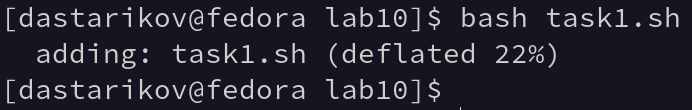 [dastarikov@fedora lab10]$ bash task1.sh
  adding: task1.sh (deflated 22%)
[dastarikov@fedora lab10]$